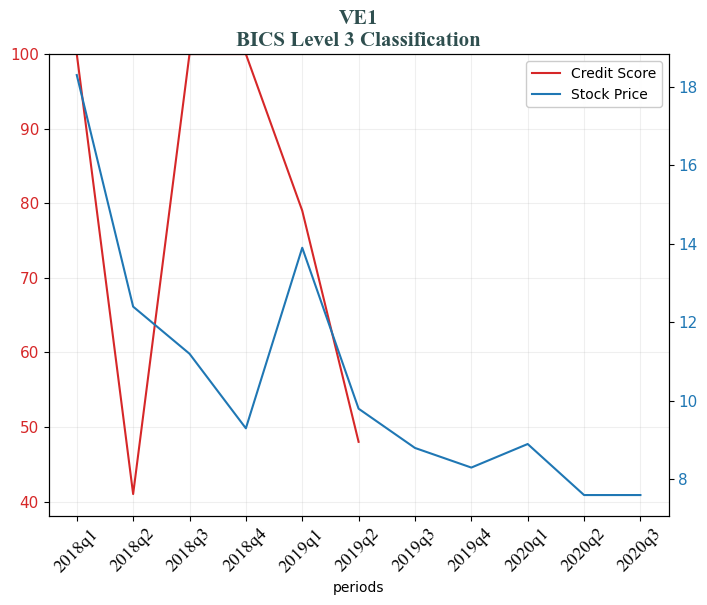 VE1
BICS Level 3 Classification
100
90
80
70
60
50
40
18
16
14
12
10
8
Credit Score
Stock Price
2018q1
2018q2
2018q3
2018q4
2019q1
2019q2
2019q3
2019q4
2020q1
2020q2
2020q3
periods